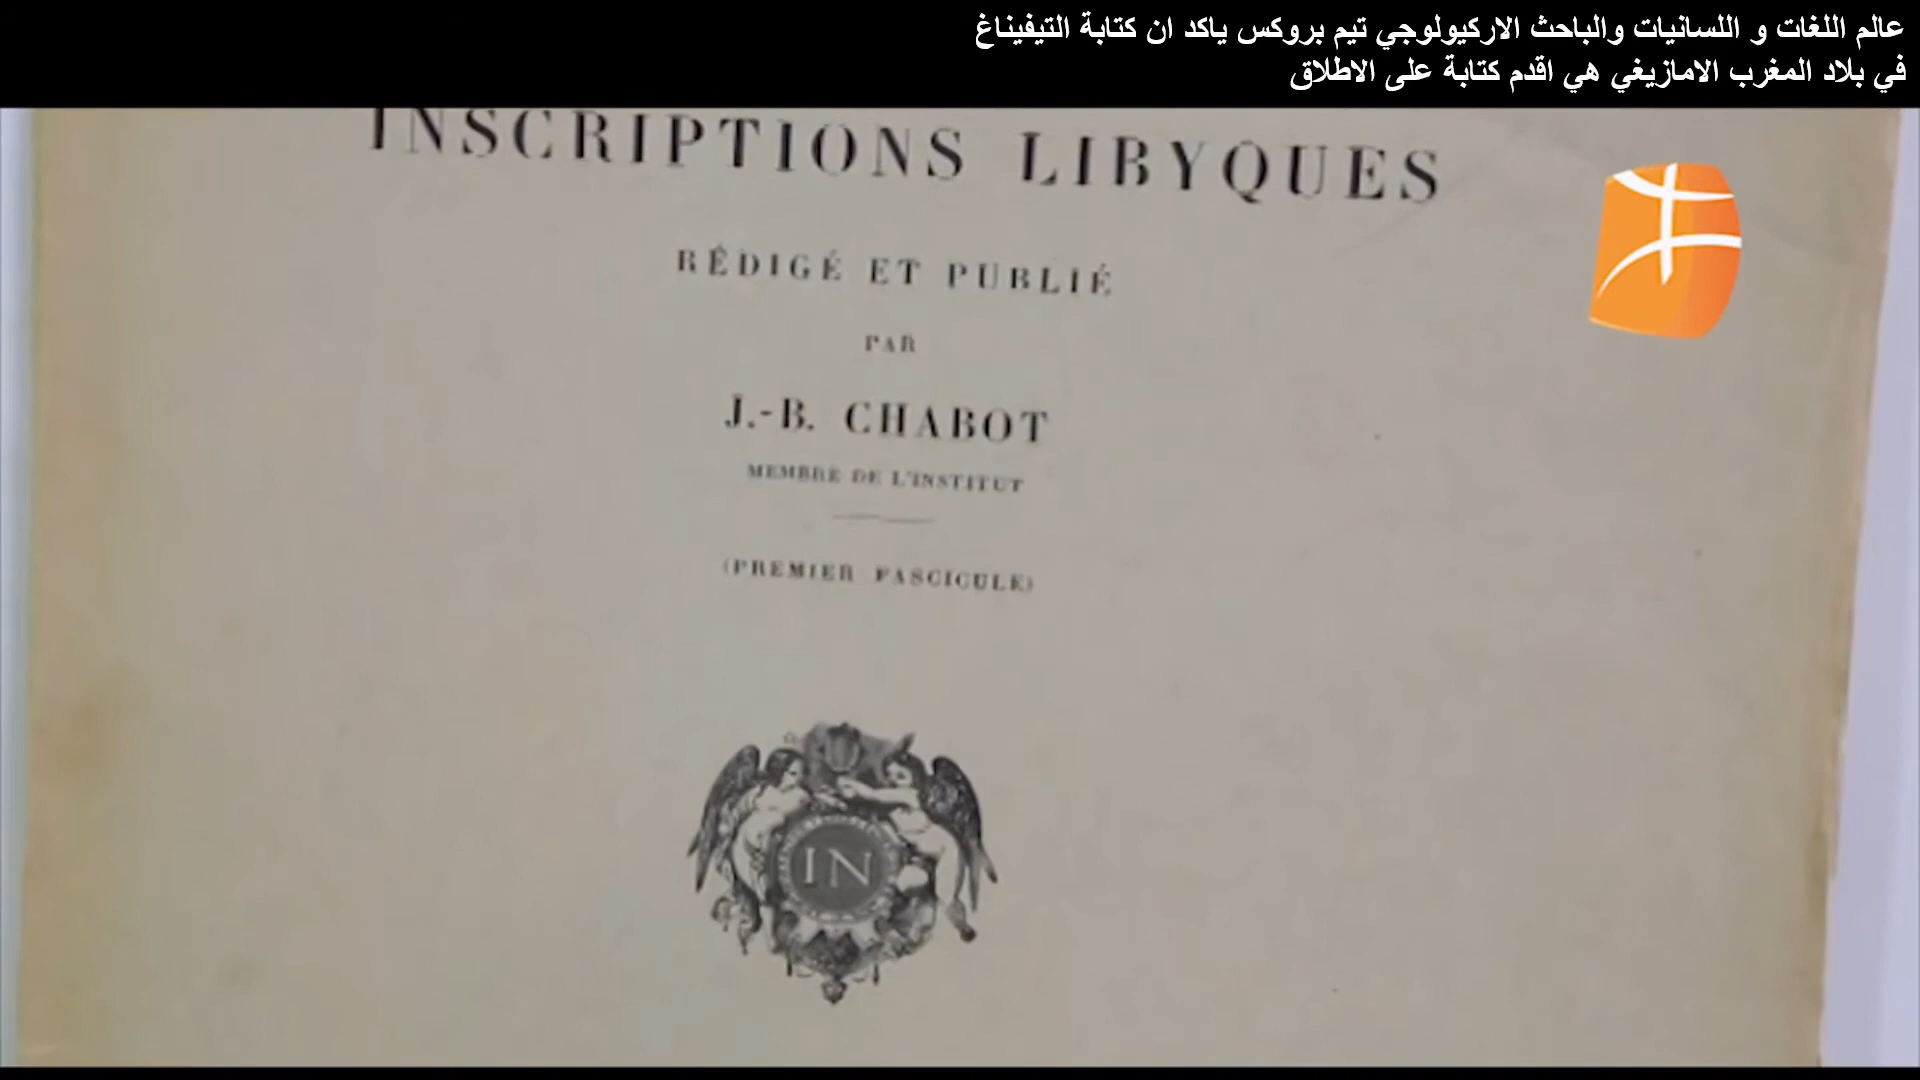 عالم اللغات و اللسانيات والباحث الاركيولوجي تيم بروكس ياكد ان كتابة التيفيناغ
في بلاد المغرب الامازيغي هي اقدم كتابة على الاطلاق
INSCRIPTIONS LIBYQUES
RÉDIGÉ ET PUBLIÉ
PAR
J.-B. CHABOT
MEMBRE DE L'INSTITUT
(PREMIER FASCICULE)
IN